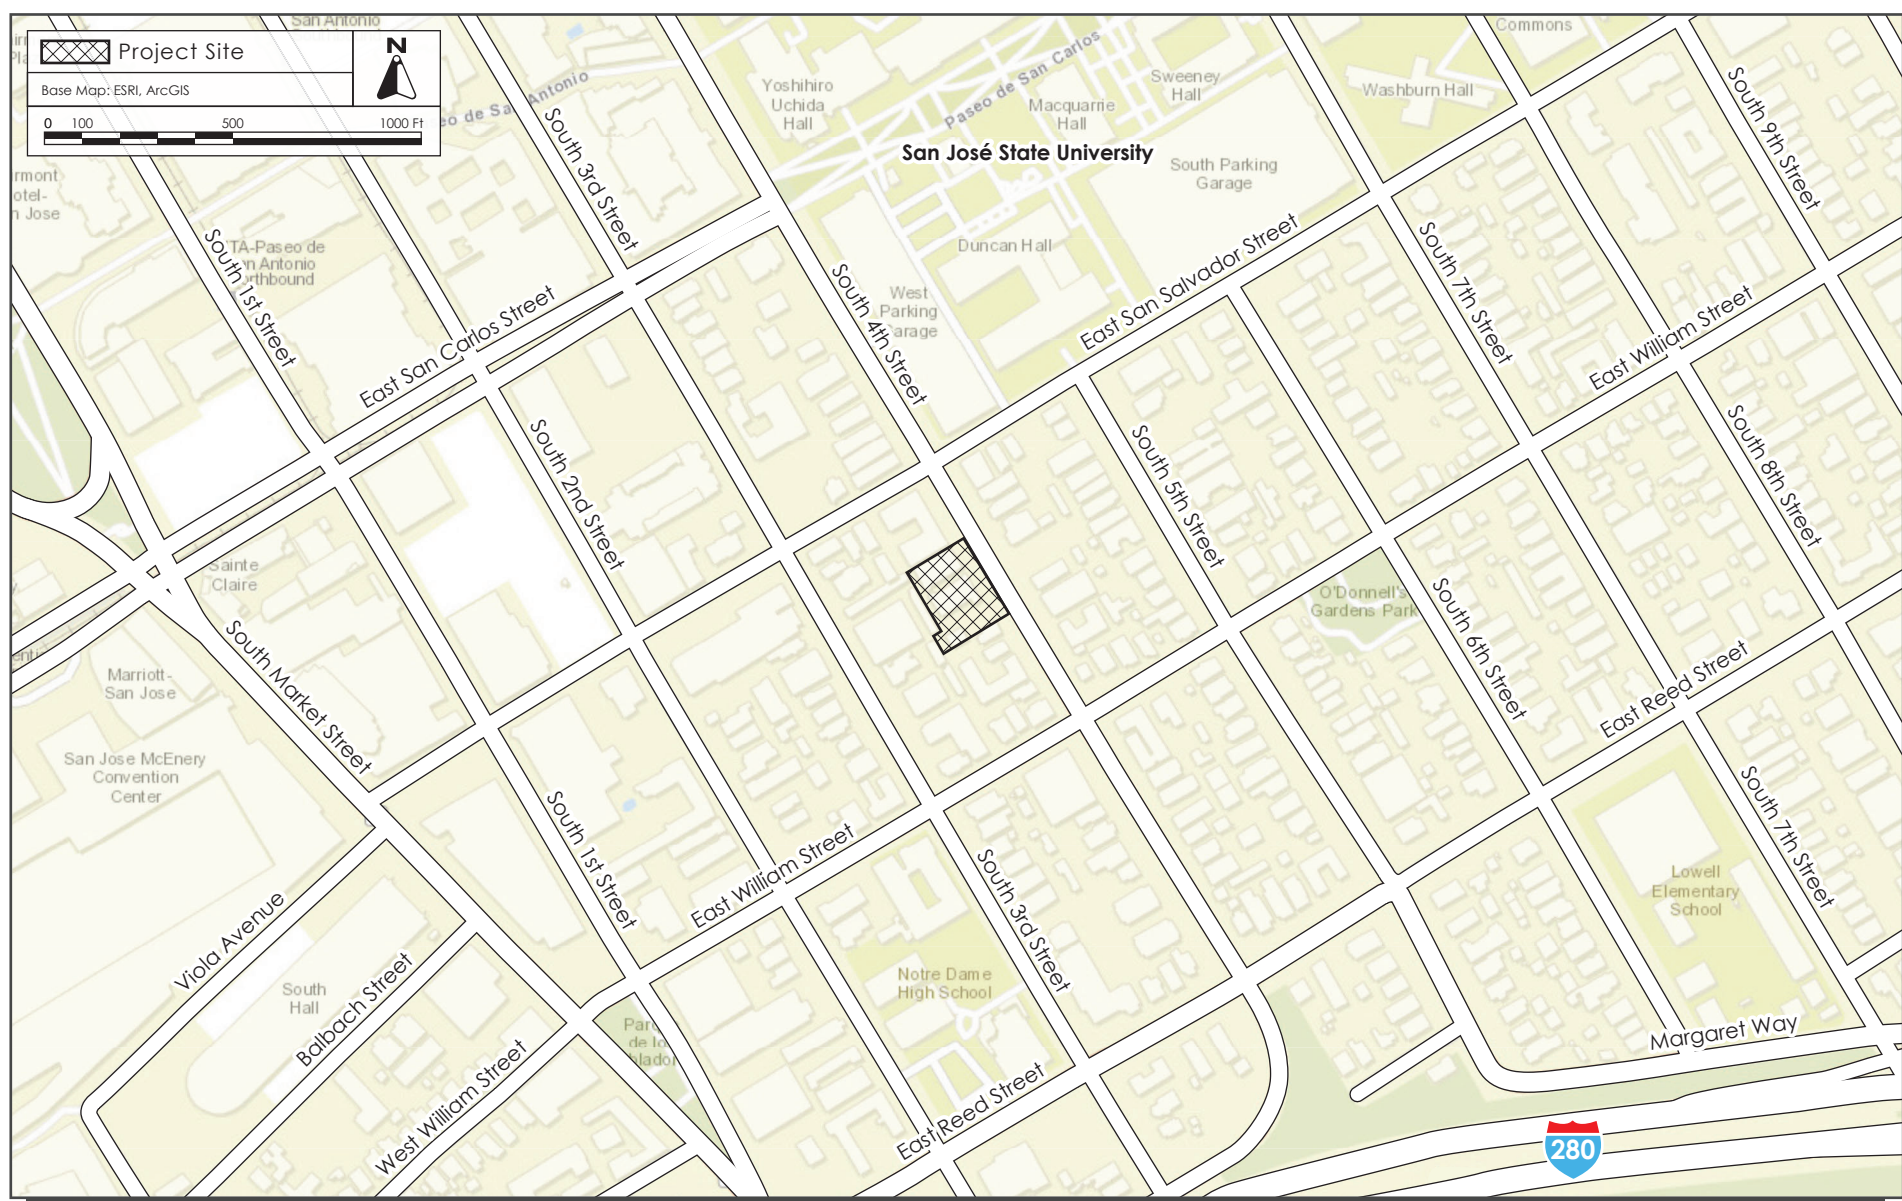 Project Site
N
Base Map: ESRI, ArcGIS
0 100 500 1000 Ft
San Antonio
Paseo de San Carlos
Commons
Yoshihiro
Uchida
Hall
Macquarrie
Hall
Sweeney
Hall
Washburn Hall
San José State University
South Parking
Garage
Duncan Hall
West
Parking
Garage
South 1st Street
South 3rd Street
South 4th Street
South 7th Street
South 9th Street
East San Carlos Street
East San Salvador Street
East William Street
South 2nd Street
South 5th Street
South 8th Street
Sainte
Claire
O'Donnell's
Gardens Park
South 6th Street
East Reed Street
Marriott-
San Jose
South Market Street
San Jose McEnery
Convention
Center
South 1st Street
East William Street
South 3rd Street
South 7th Street
Lowell
Elementary
School
Viola Avenue
South
Hall
Balbach Street
West William Street
Notre Dame
High School
East Reed Street
Margaret Way
280